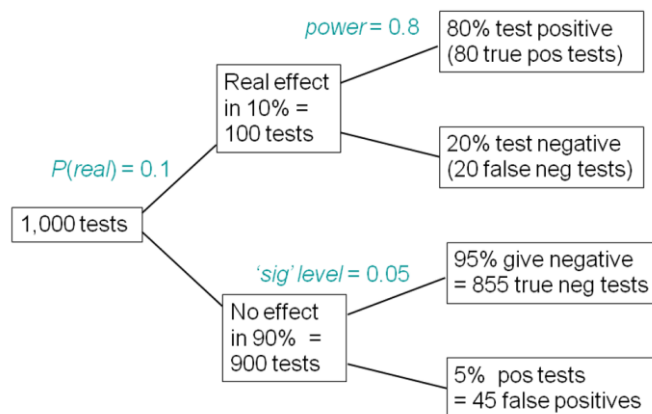 power = 0.8
80% test positive
(80 true pos tests)
Real effect
in 10% =
100 tests
20% test negative
(20 false neg tests)
P(real) = 0.1
1,000 tests
'sig' level = 0.05
95% give negative
= 855 true neg tests
No effect
in 90% =
900 tests
5% pos tests
= 45 false positives